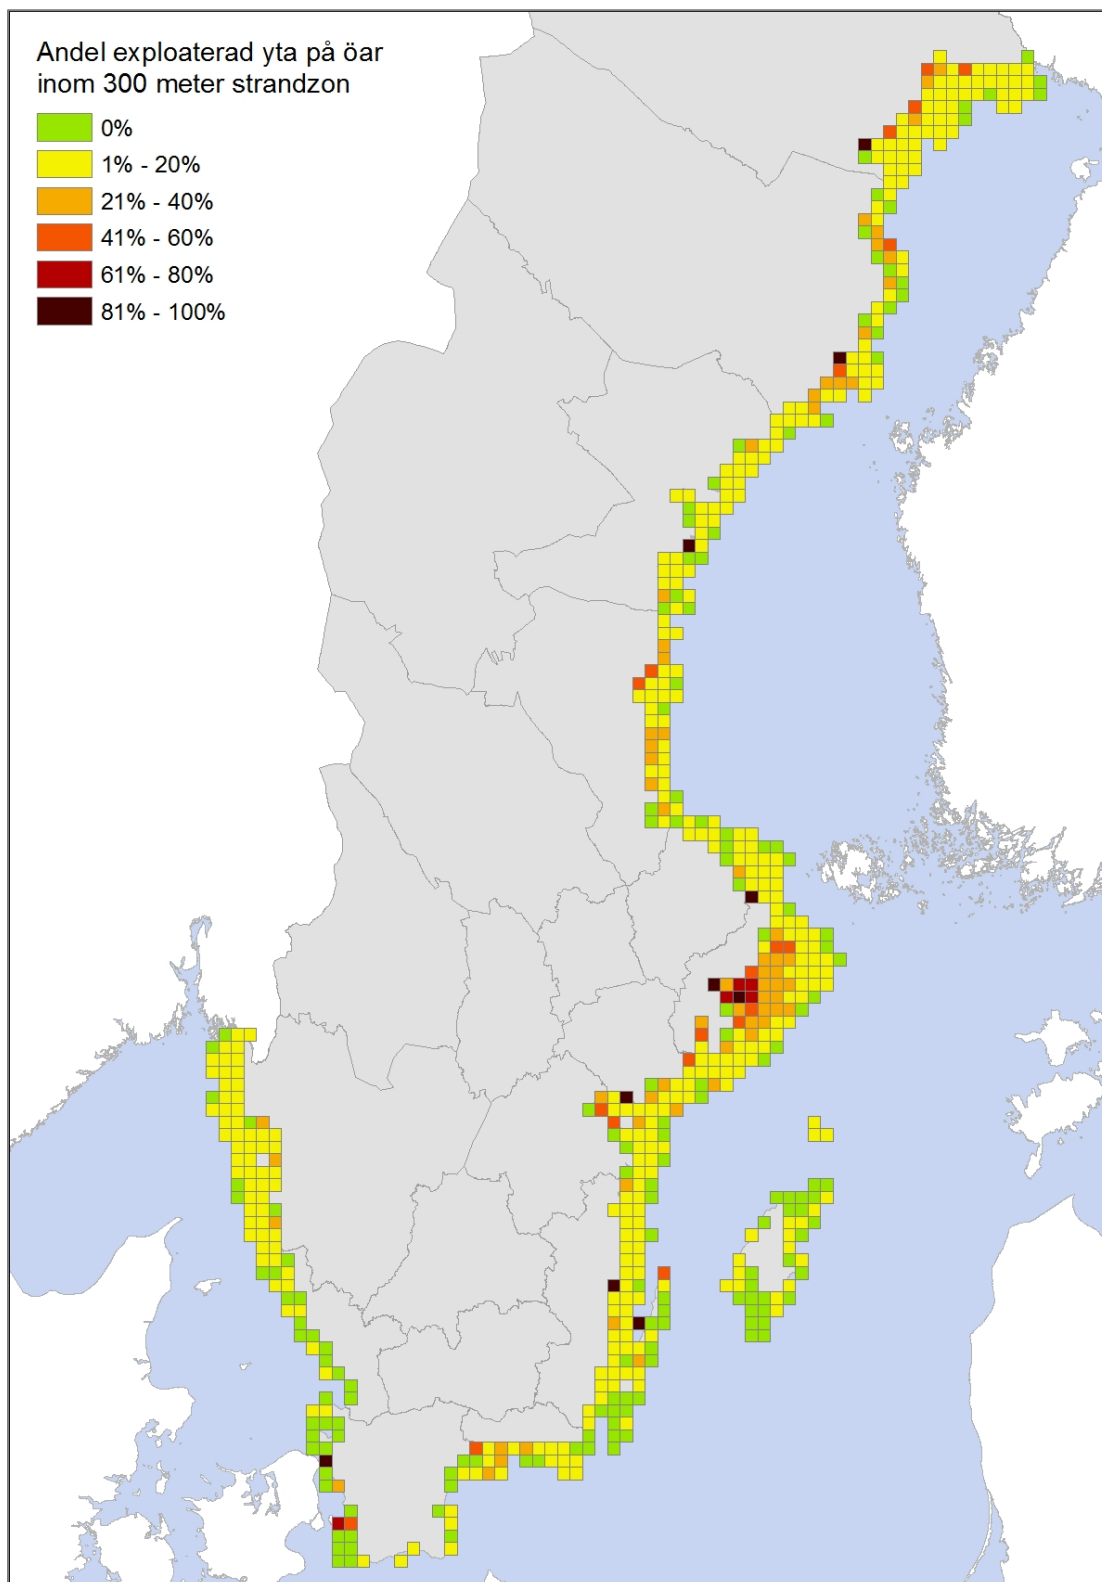 Andel exploaterad yta på öar
inom 300 meter strandzon
0%
1% - 20%
21% - 40%
41% - 60%
61% - 80%
81% - 100%